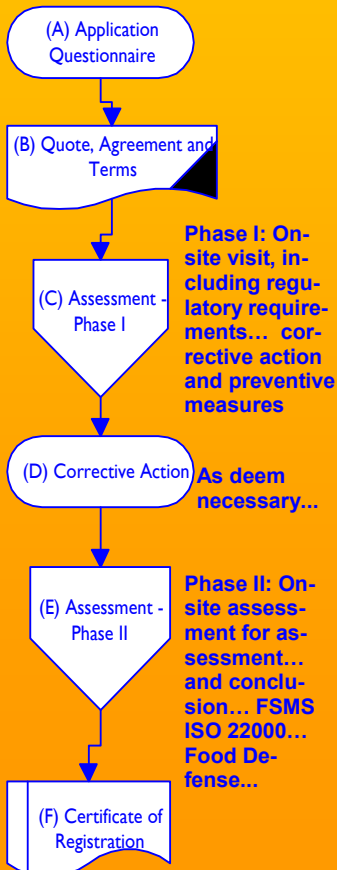 (A) Application
Questionnaire
(B) Quote, Agreement and
Terms
Phase I: On-
site visit, in-
cluding regu-
latory require-
ments... cor-
rective action
and preventive
measures
(C) Assessment -
Phase I
(D) Corrective Action
As deem
necessary...
Phase II: On-
site assess-
ment for as-
sessment...
and conclu-
sion... FSMS
ISO 22000...
Food De-
fense...
(E) Assessment -
Phase II
(F) Certificate of
Registration